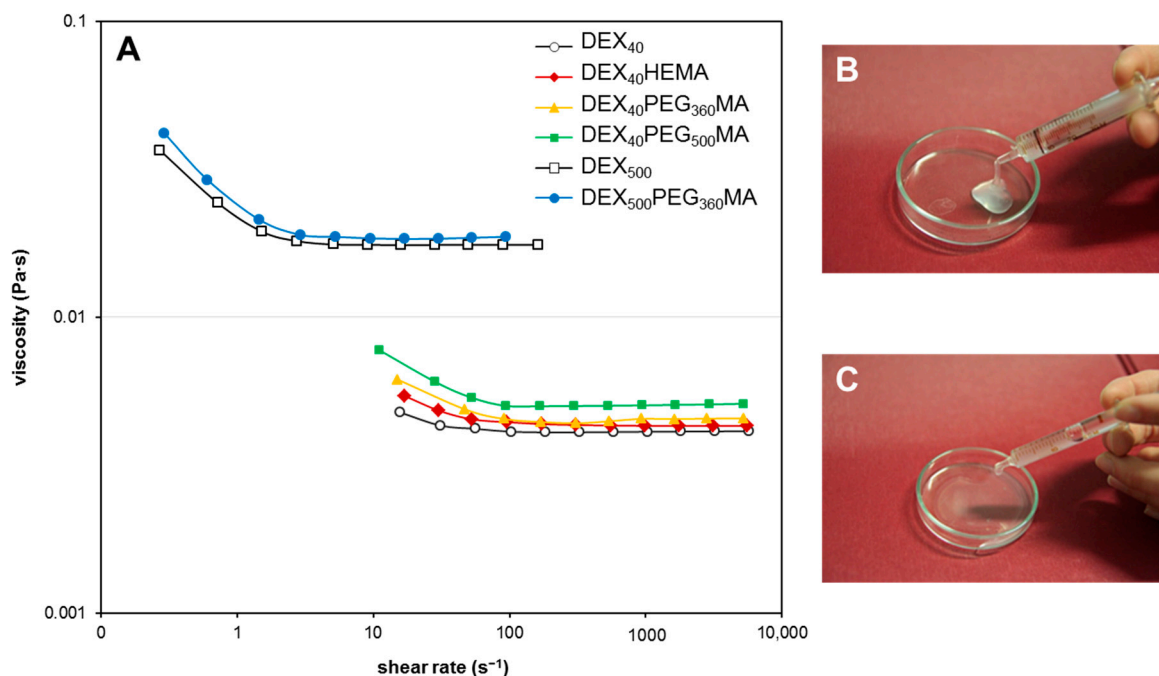 A
DEX₄₀
DEX₄₀HEMA
DEX₄₀PEG₃₆₀MA
DEX₄₀PEG₅₀₀MA
DEX₅₀₀
DEX₅₀₀PEG₃₆₀MA
0.1
0.01
0.001
viscosity (Pa·s)
0
1
10
100
1000
10,000
shear rate (s⁻¹)
B
C